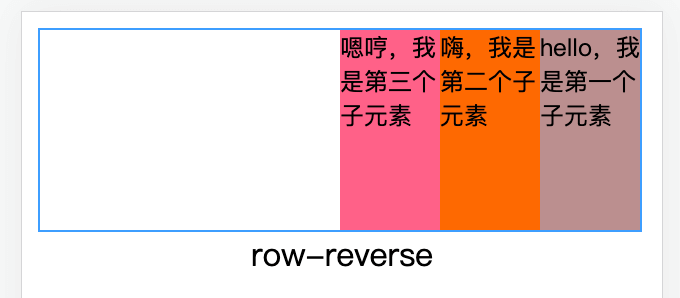 嗯哼，我
是第三个
子元素
嗨，我是
第二个子
元素
hello，我
是第一个
子元素
row-reverse